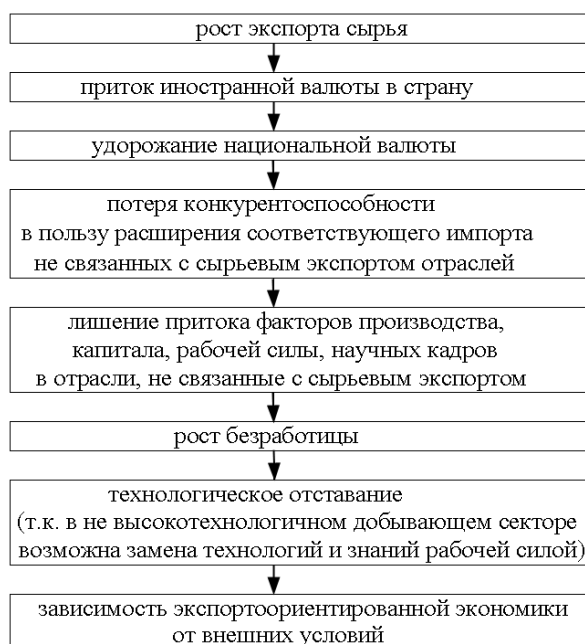 рост экспорта сырья
приток иностранной валюты в страну
удорожание национальной валюты
потеря конкурентоспособности
в пользу расширения соответствующего импорта
не связанных с сырьевым экспортом отраслей
лишение притока факторов производства,
капитала, рабочей силы, научных кадров
в отрасли, не связанные с сырьевым экспортом
рост безработицы
технологическое отставание
(т.к. в не высокотехнологичном добывающем секторе
возможна замена технологий и знаний рабочей силой)
зависимость экспортоориентированной экономики
от внешних условий